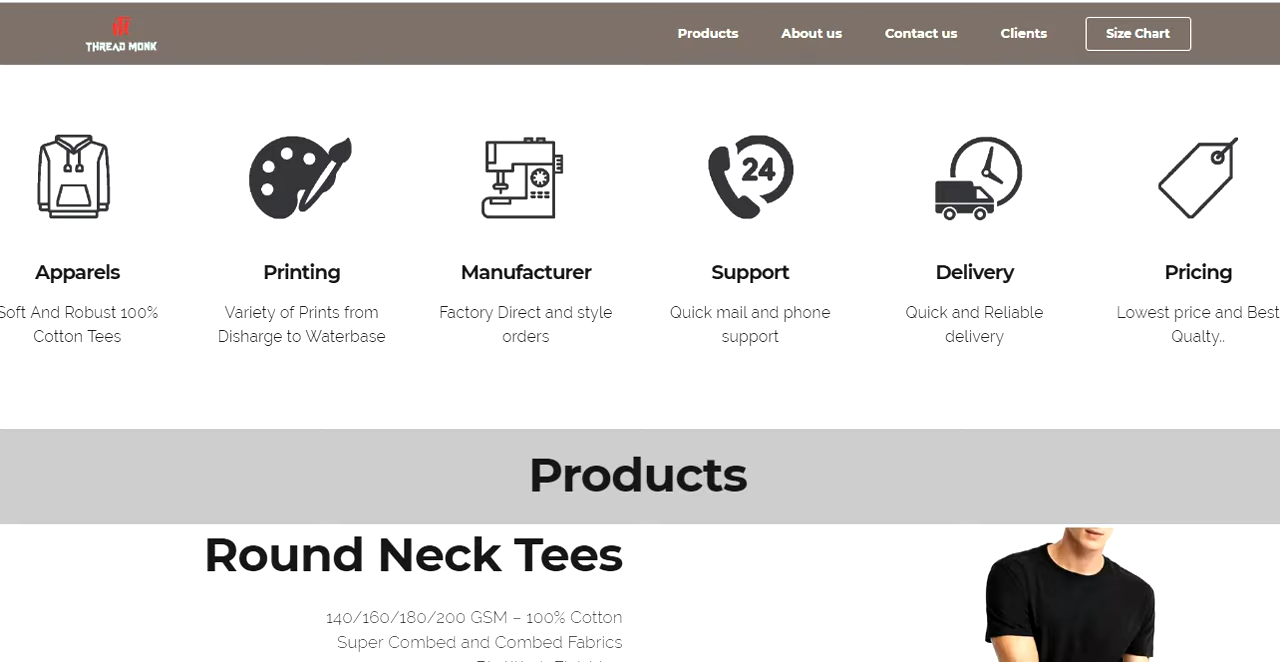 THREAD MONK
Products
About us
Contact us
Clients
Size Chart
24
Apparels
Soft And Robust 100%
Cotton Tees
Printing
Variety of Prints from
Disharge to Waterbase
Manufacturer
Factory Direct and style
orders
Support
Quick mail and phone
support
Delivery
Quick and Reliable
delivery
Pricing
Lowest price and Best
Qualty..
Products
Round Neck Tees
140/160/180/200 GSM – 100% Cotton
Super Combed and Combed Fabrics